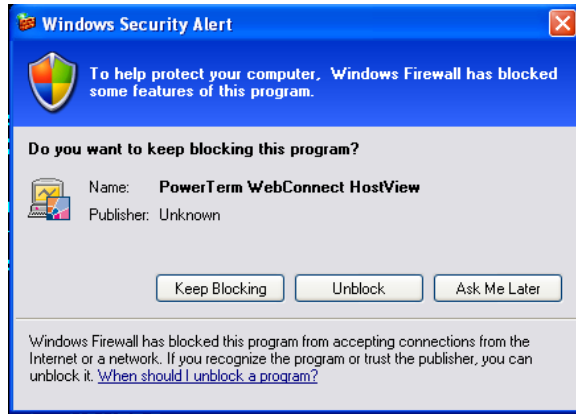 Windows Security Alert
To help protect your computer, Windows Firewall has blocked
some features of this program.
Do you want to keep blocking this program?
Name: PowerTerm WebConnect HostView
Publisher: Unknown
Keep Blocking Unblock Ask Me Later
Windows Firewall has blocked this program from accepting connections from the
Internet or a network. If you recognize the program or trust the publisher, you can
unblock it. When should I unblock a program?